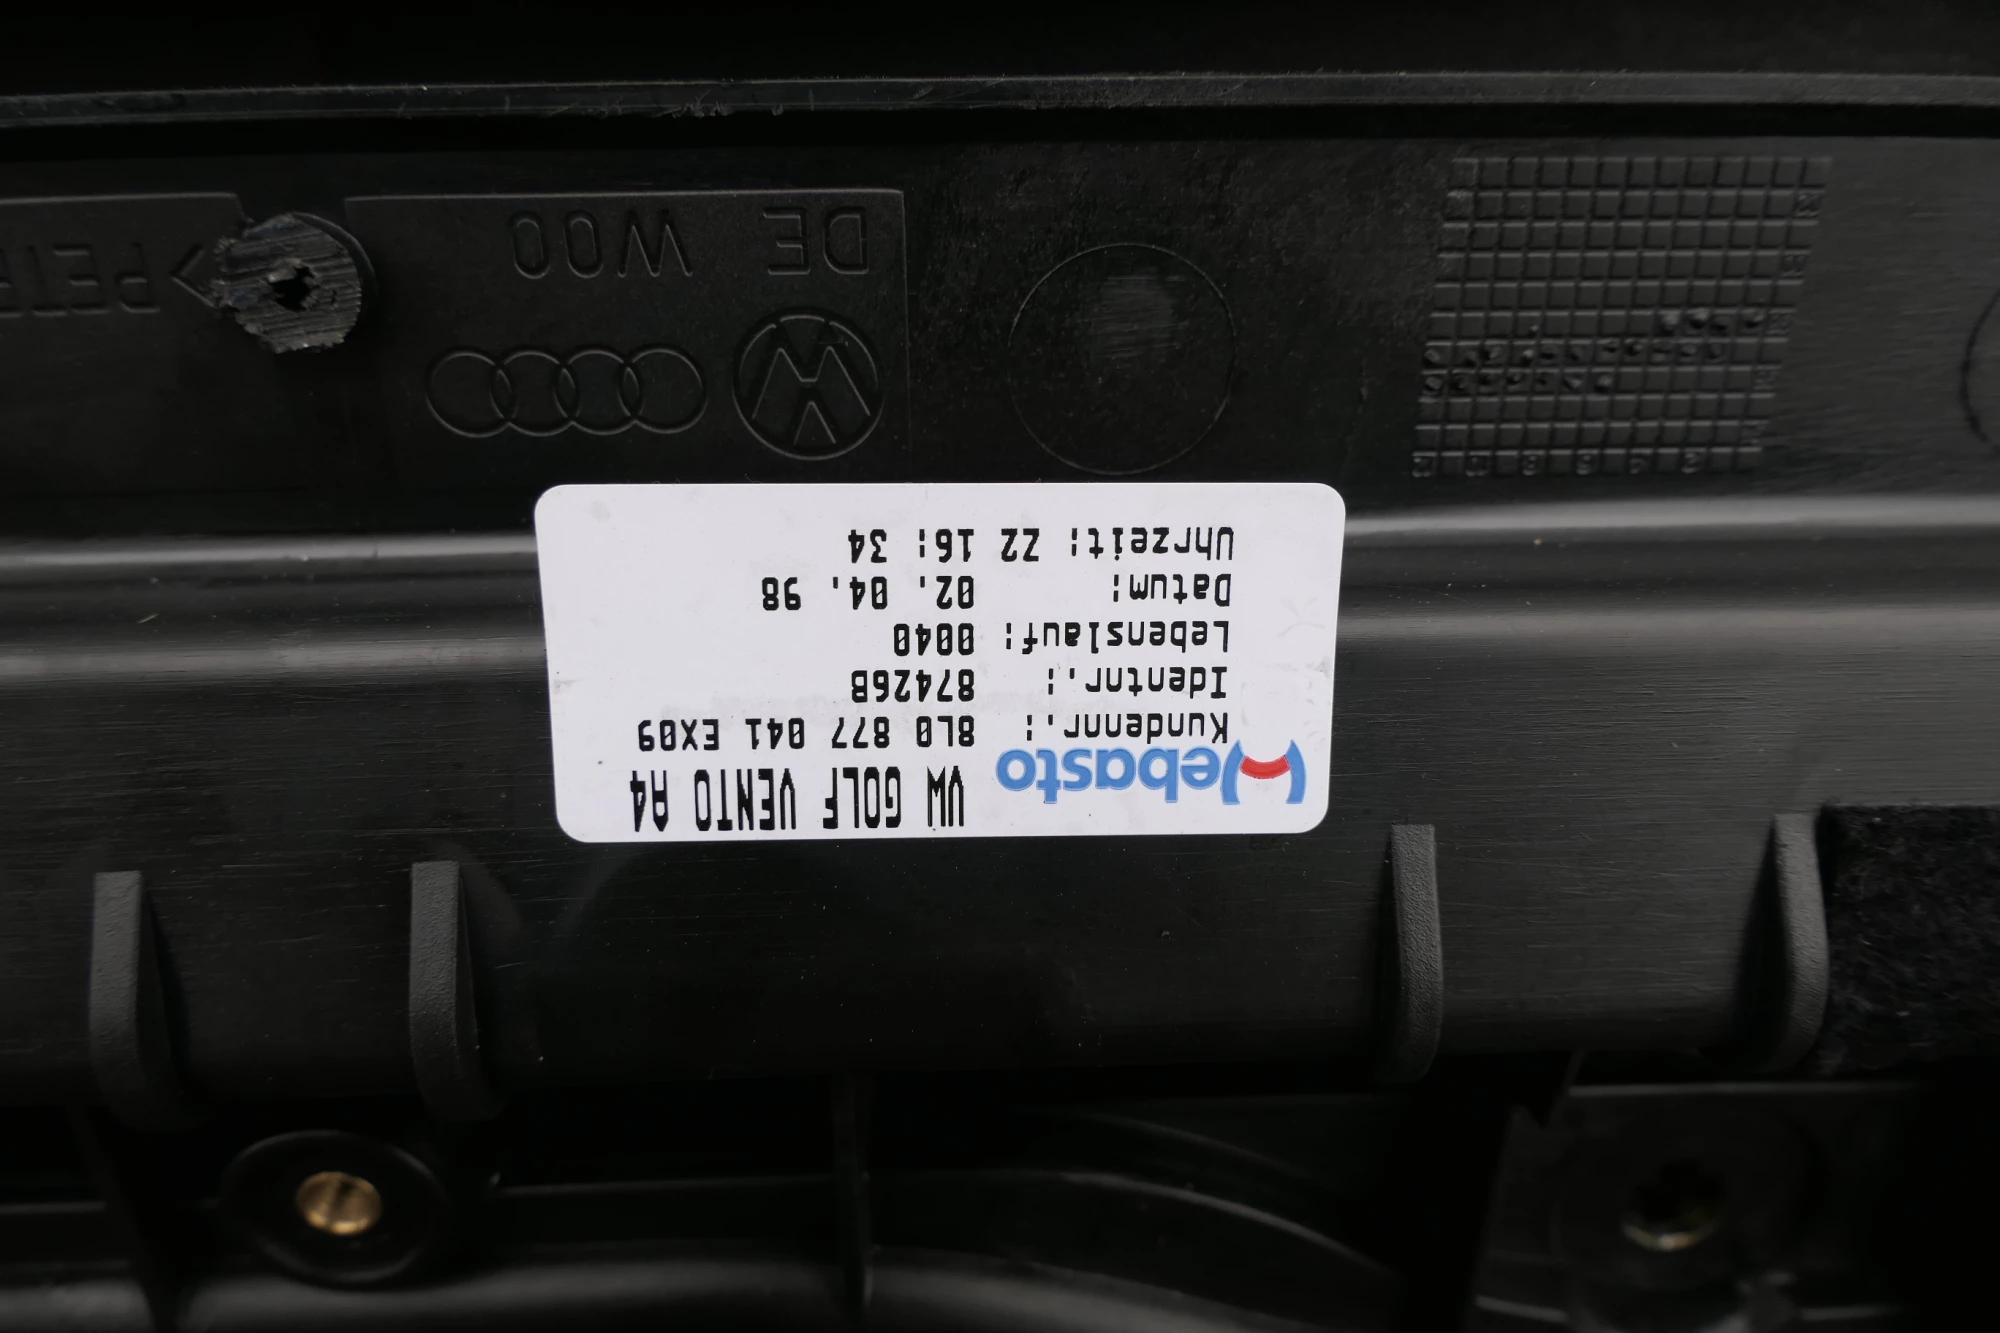 Webasto VW GOLF VENTO A4
Kundennr.: 8L0 877 041 EX09
Identnr.: 87426B
Lebenslauf: 0040
Datum: 02. 04. 98
Uhrzeit: 22 16: 34
DE W00